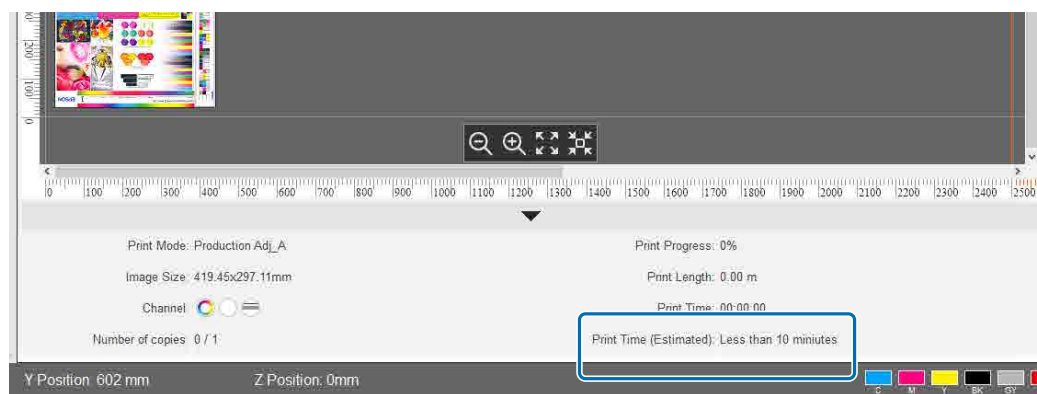 200
100
0
EPSON
0 100 200 300 400 500 600 700 800 900 1000 1100 1200 1300 1400 1500 1600 1700 1800 1900 2000 2100 2200 2300 2400 2500
Print Mode: Production Adj_A
Print Progress: 0%
Image Size 419.45x297.11mm
Print Length: 0.00 m
Channel
Print Time: 00:00:00
Number of copies 0 / 1
Print Time (Estimated): Less than 10 miniutes
Y Position: 602 mm Z Position: 0mm
C M Y BK GY